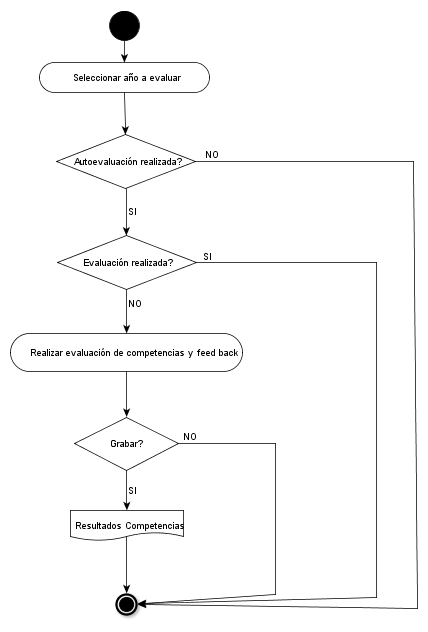 Seleccionar año a evaluar
Autoevaluación realizada?
NO
SI
Evaluación realizada?
SI
NO
Realizar evaluación de competencias y feed back
Grabar?
NO
SI
Resultados Competencias